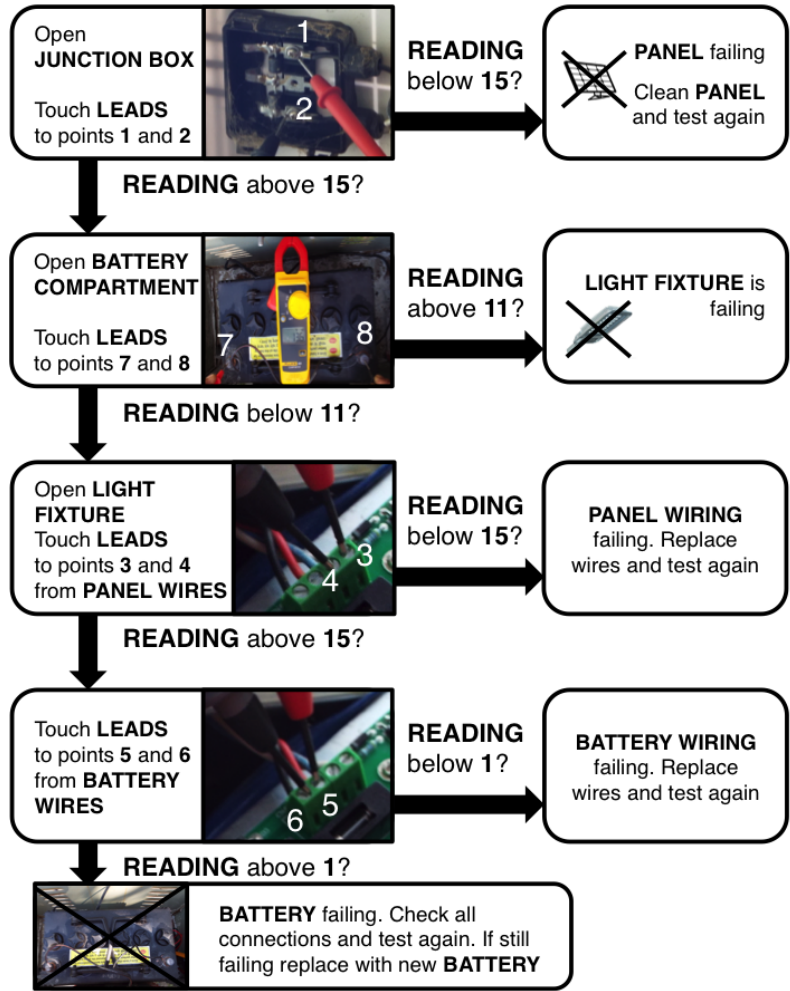 Open
JUNCTION BOX
Touch LEADS
to points 1 and 2
1
2
READING
below 15?
PANEL failing
Clean PANEL
and test again
READING above 15?
Open BATTERY
COMPARTMENT
Touch LEADS
to points 7 and 8
7
8
READING
above 11?
LIGHT FIXTURE is
failing
READING below 11?
Open LIGHT
FIXTURE
Touch LEADS
to points 3 and 4
from PANEL WIRES
3
4
READING
below 15?
PANEL WIRING
failing. Replace
wires and test again
READING above 15?
Touch LEADS
to points 5 and 6
from BATTERY
WIRES
5
6
READING
below 1?
BATTERY WIRING
failing. Replace
wires and test again
READING above 1?
BATTERY failing. Check all
connections and test again. If still
failing replace with new BATTERY